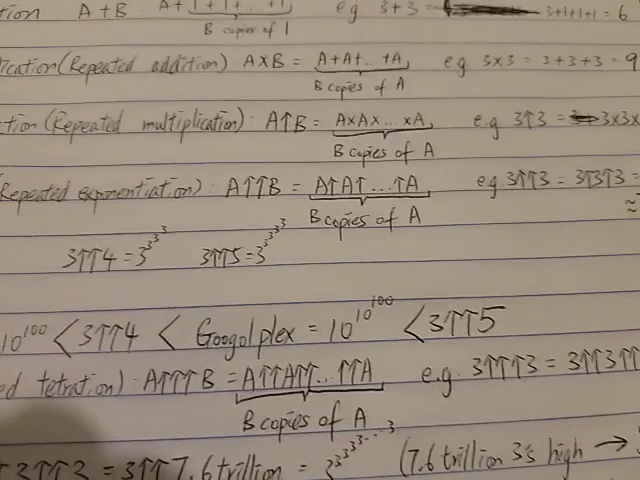 tion A+B A+1+1+..+1 eg 3+3 = 3+1+1+1 = 6
B copies of 1
ication (Repeated addition) A×B = A+A+..+A, e.g 3×3 = 3+3+3 = 9
B copies of A
tion (Repeated multiplication). A↑B = A×A×...×A, e.g 3↑3 = 3×3×
B copies of A
Repeated exponentiation). A↑↑B = A↑A↑...↑A eg 3↑↑3 = 3↑3↑3 =
B copies of A ≈
3↑↑4 = 3^3^3^3 3↑↑5 = 3^3^3^3^3
10^100 < 3↑↑4 < Googolplex = 10^10^100 < 3↑↑5
ed tetration). A↑↑↑B = A↑↑A↑↑...↑↑A e.g. 3↑↑↑3 = 3↑↑3↑↑
B copies of A
3↑↑3 = 3↑↑7.6 trillion = 3^3^3^3^3...3 (7.6 trillion 3's high →